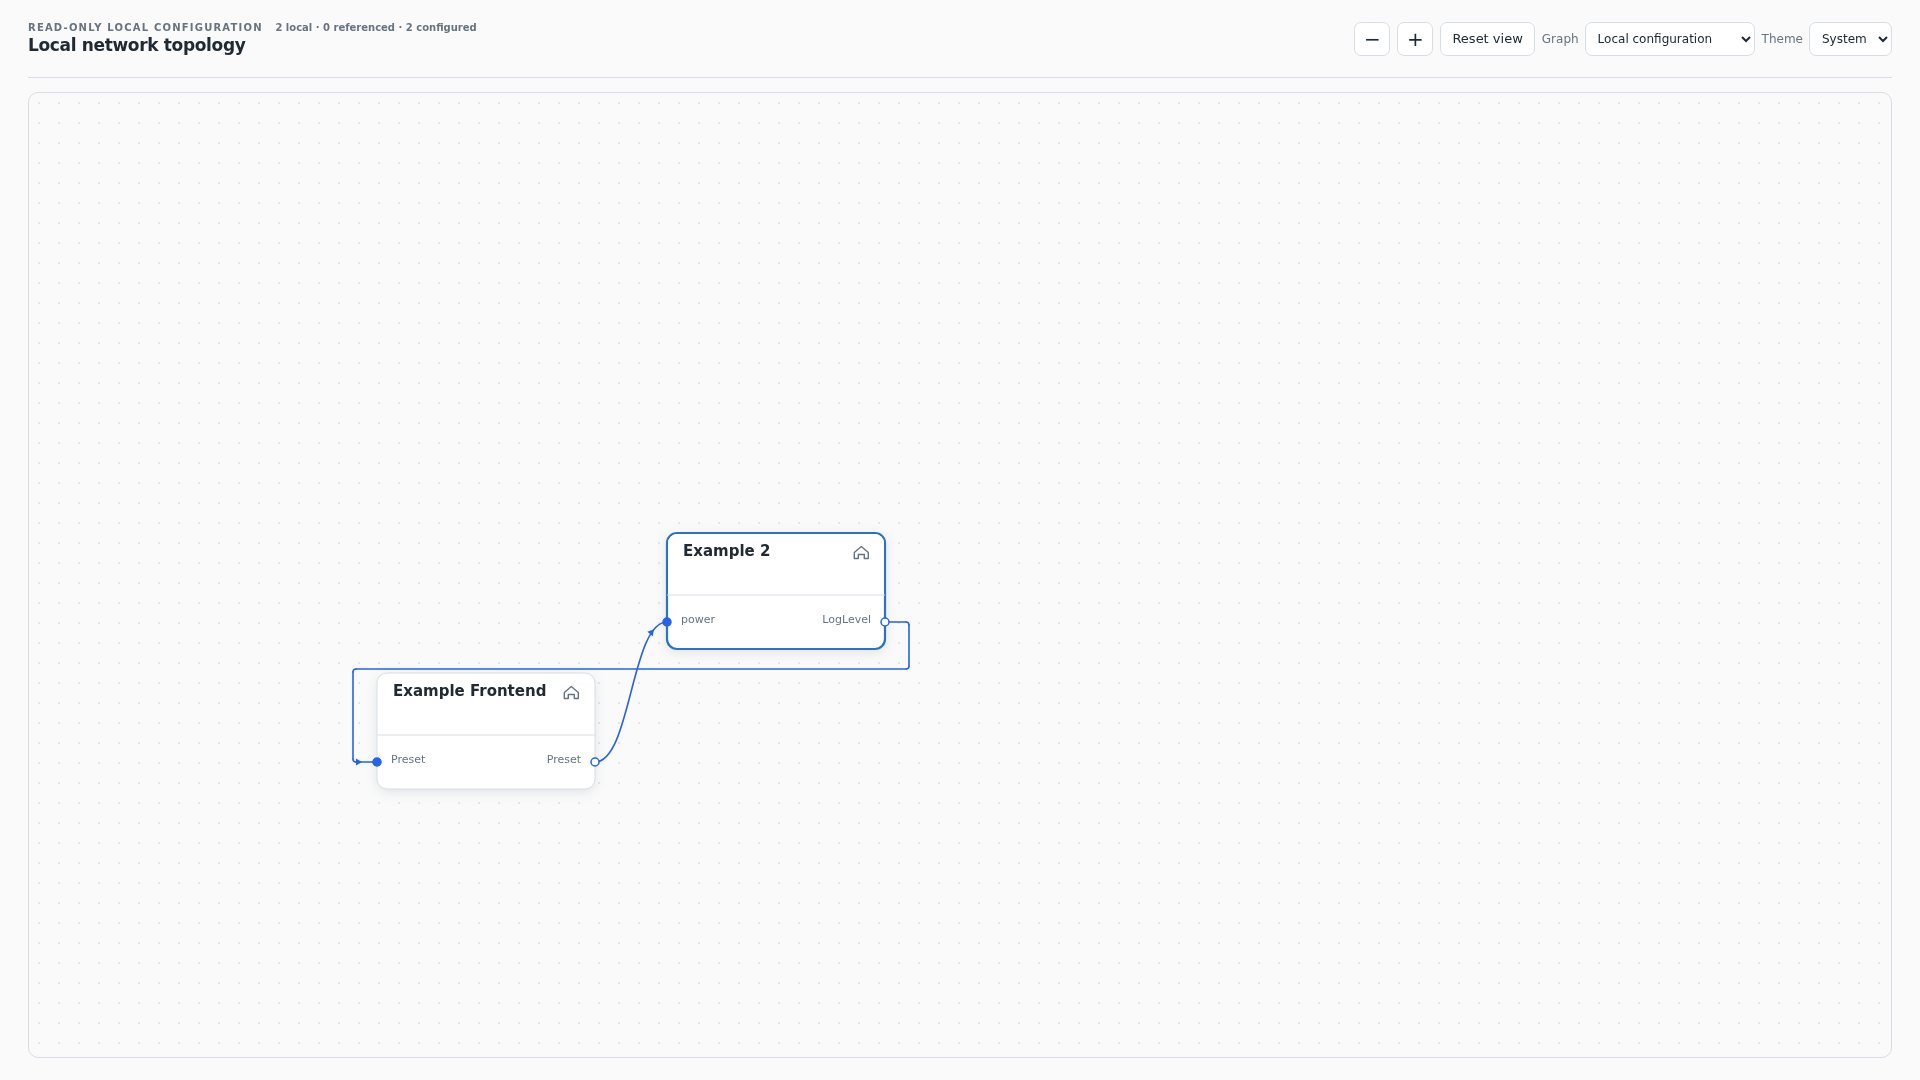 READ-ONLY LOCAL CONFIGURATION 2 local · 0 referenced · 2 configured
Local network topology
− + Reset view Graph Local configuration Theme System
Example 2
power LogLevel
Example Frontend
Preset Preset